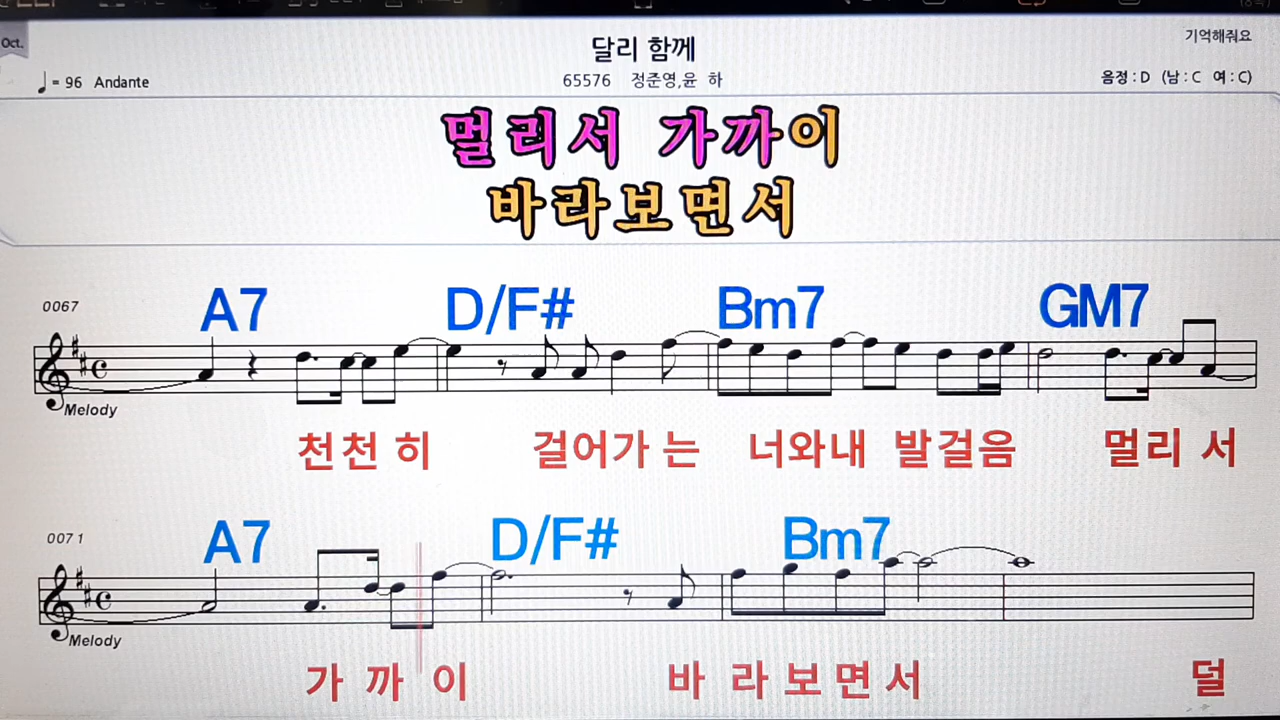 Oct.
달리 함께
기억해줘요
♩= 96 Andante
65576 정준영,윤 하
음정 : D (남 : C 여 : C)
멀리서 가까이
바라보면서
0067
A7 D/F# Bm7 GM7
Melody
천천 히 걸어가 는 너와내 발걸음 멀리 서
0071
A7 D/F# Bm7
Melody
가 까 이 바 라 보 면 서 덜